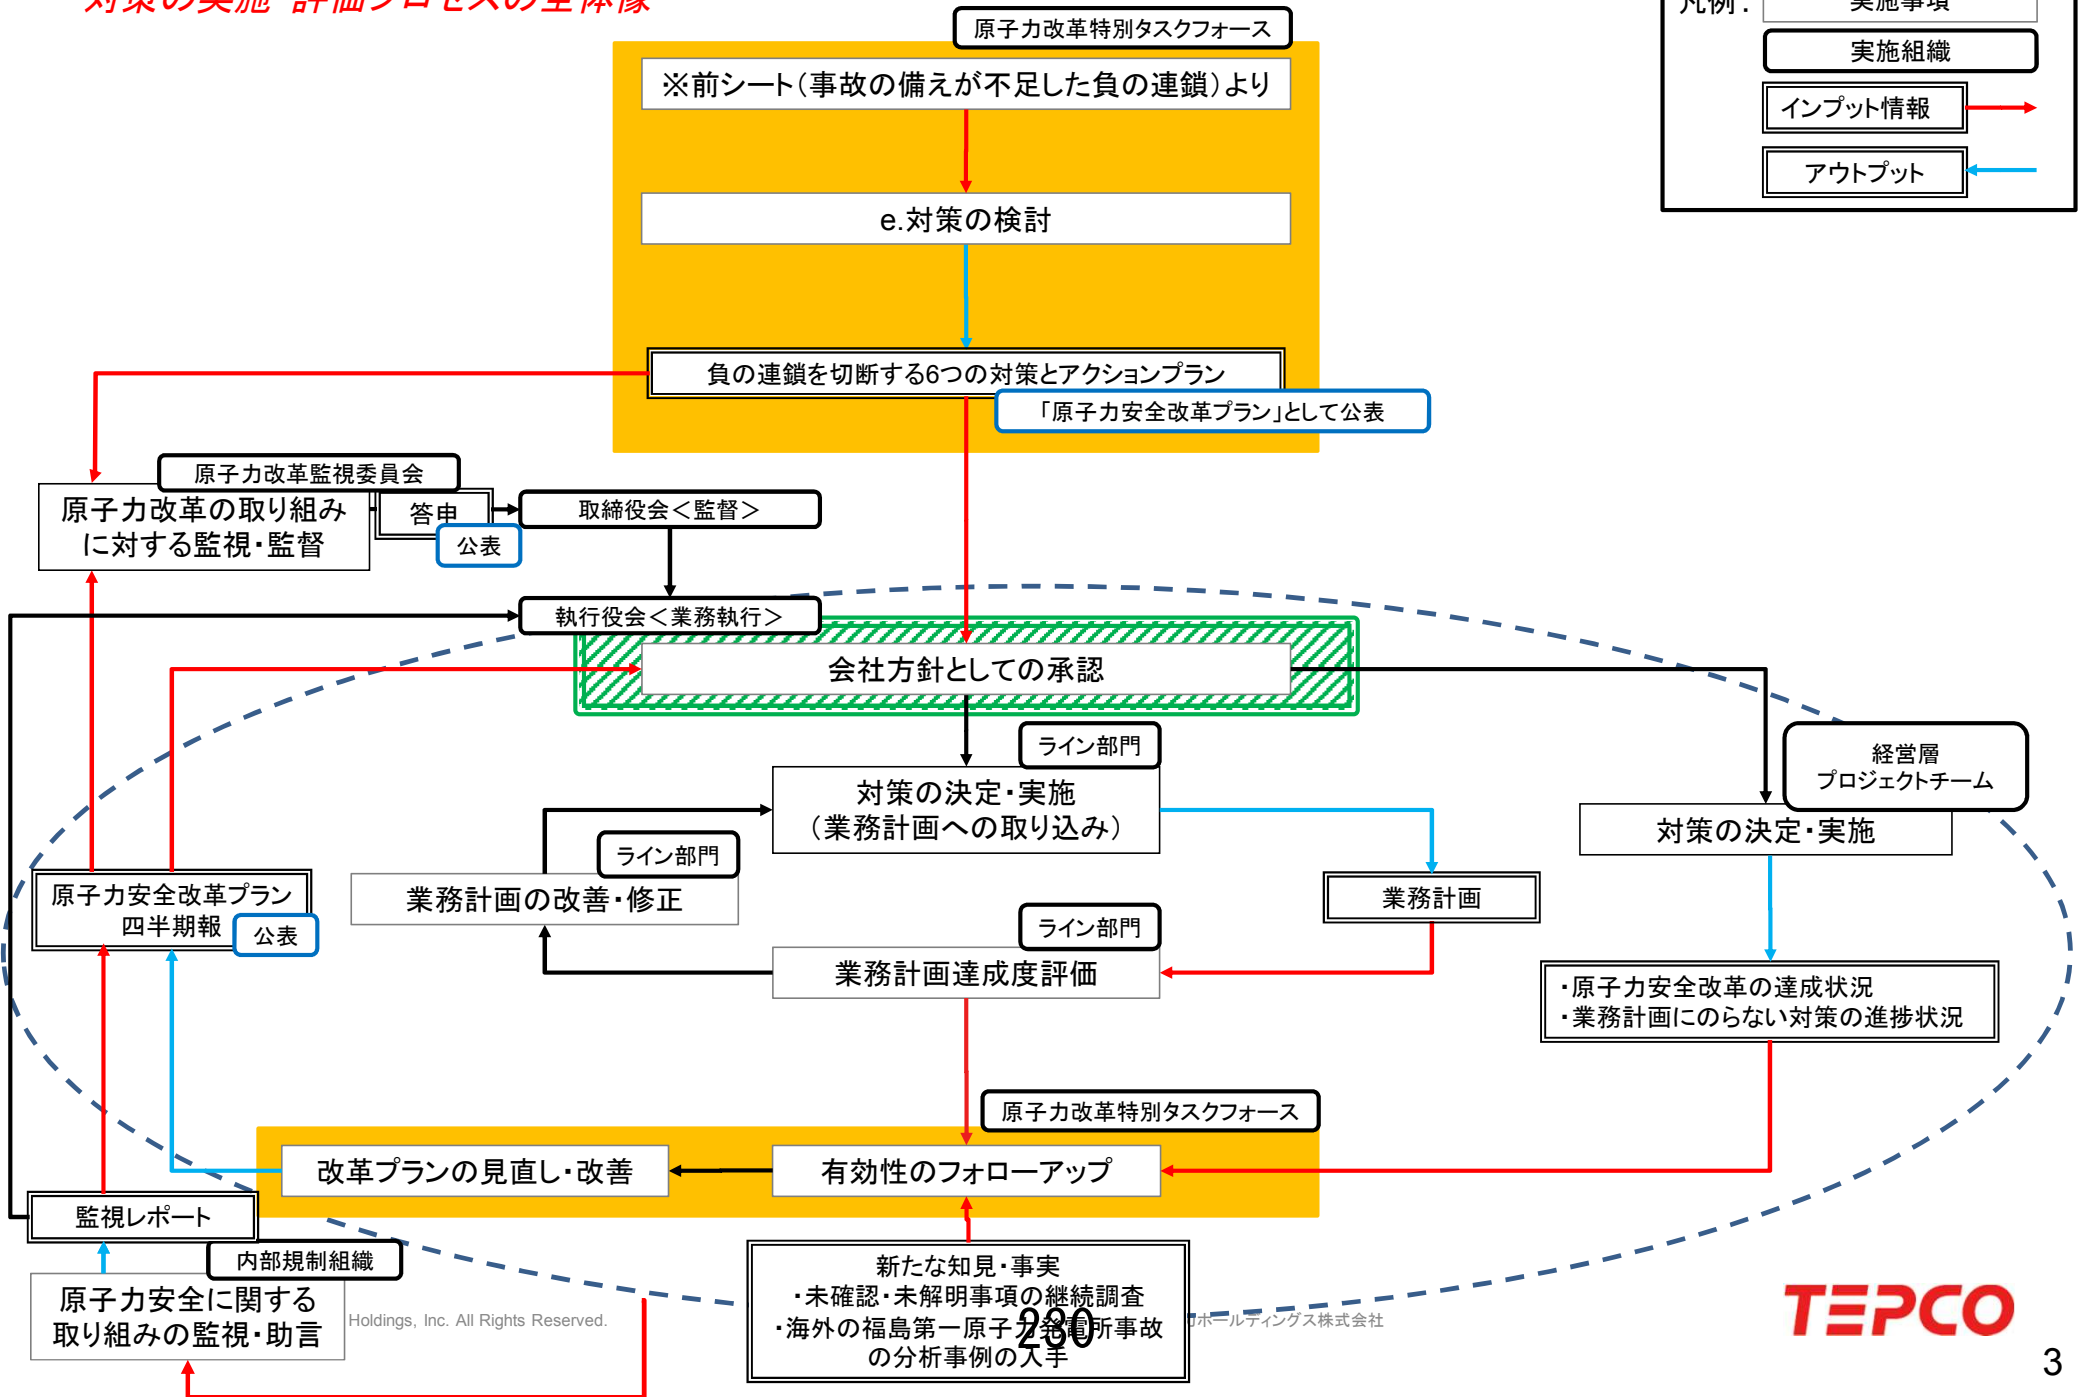 対策の実施・評価プロセスの全体像
凡例：
実施事項
実施組織
インプット情報
アウトプット
原子力改革特別タスクフォース
※前シート（事故の備えが不足した負の連鎖）より
e.対策の検討
負の連鎖を切断する6つの対策とアクションプラン
「原子力安全改革プラン」として公表
原子力改革監視委員会
原子力改革の取り組み
に対する監視・監督
答申
公表
取締役会＜監督＞
執行役会＜業務執行＞
会社方針としての承認
ライン部門
対策の決定・実施
（業務計画への取り込み）
経営層
プロジェクトチーム
対策の決定・実施
ライン部門
業務計画の改善・修正
業務計画
原子力安全改革プラン
四半期報
公表
ライン部門
業務計画達成度評価
・原子力安全改革の達成状況
・業務計画にのらない対策の進捗状況
原子力改革特別タスクフォース
改革プランの見直し・改善
有効性のフォローアップ
監視レポート
内部規制組織
原子力安全に関する
取り組みの監視・助言
新たな知見・事実
・未確認・未解明事項の継続調査
・海外の福島第一原子力発電所事故
の分析事例の入手
Holdings, Inc. All Rights Reserved.
230
ホールディングス株式会社
TEPCO
3